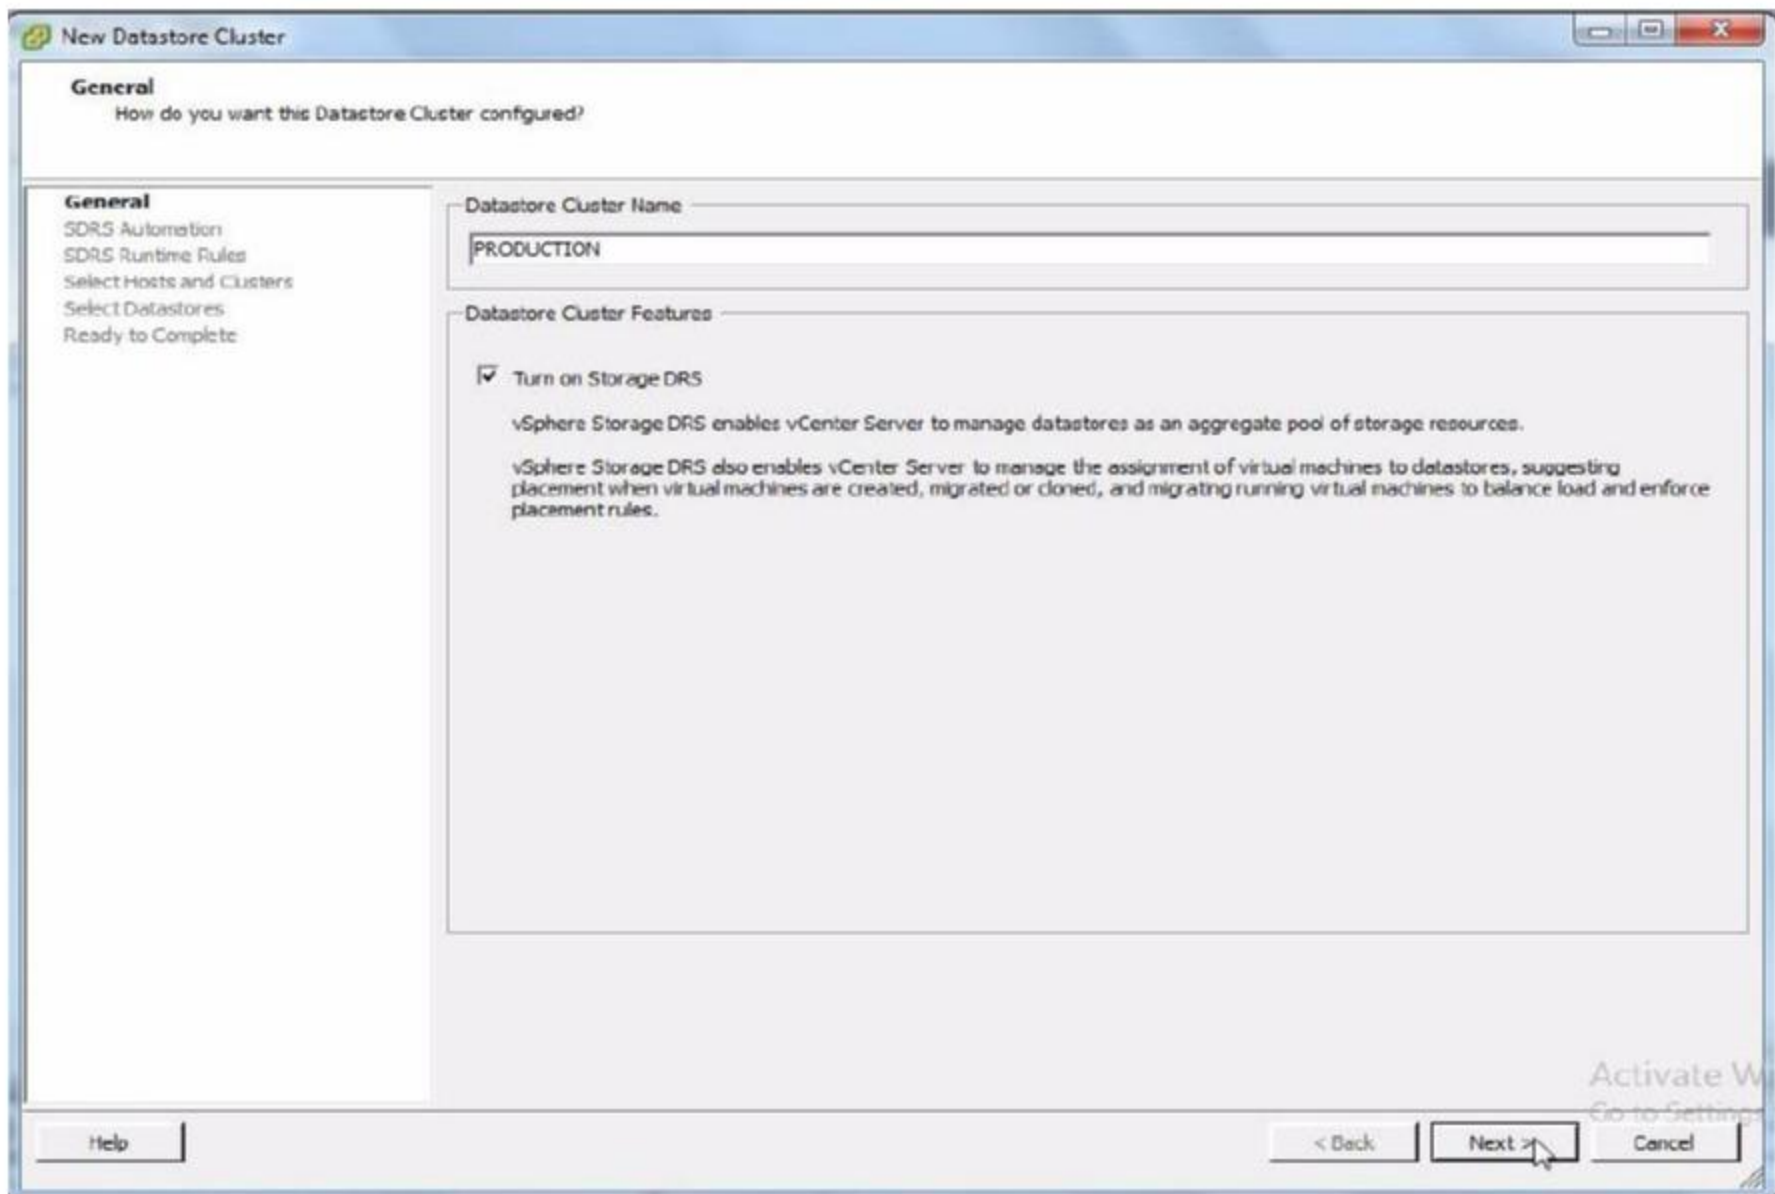 New Datastore Cluster
General
How do you want this Datastore Cluster configured?
General
SDRS Automation
SDRS Runtime Rules
Select Hosts and Clusters
Select Datastores
Ready to Complete
Datastore Cluster Name
PRODUCTION
Datastore Cluster Features
Turn on Storage DRS
vSphere Storage DRS enables vCenter Server to manage datastores as an aggregate pool of storage resources.
vSphere Storage DRS also enables vCenter Server to manage the assignment of virtual machines to datastores, suggesting
placement when virtual machines are created, migrated or cloned, and migrating running virtual machines to balance load and enforce
placement rules.
Activate W
Go to Settings
Help
< Back
Next >
Cancel